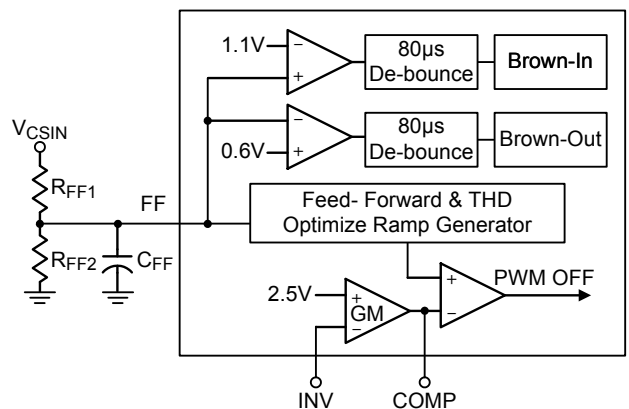 1.1V
−
+
80µs
De-bounce
Brown-In
−
0.6V
+
80µs
De-bounce
Brown-Out
VCSIN
RFF1
FF
RFF2
CFF
Feed- Forward & THD
Optimize Ramp Generator
2.5V
+
GM
−
+
−
PWM OFF
INV
COMP